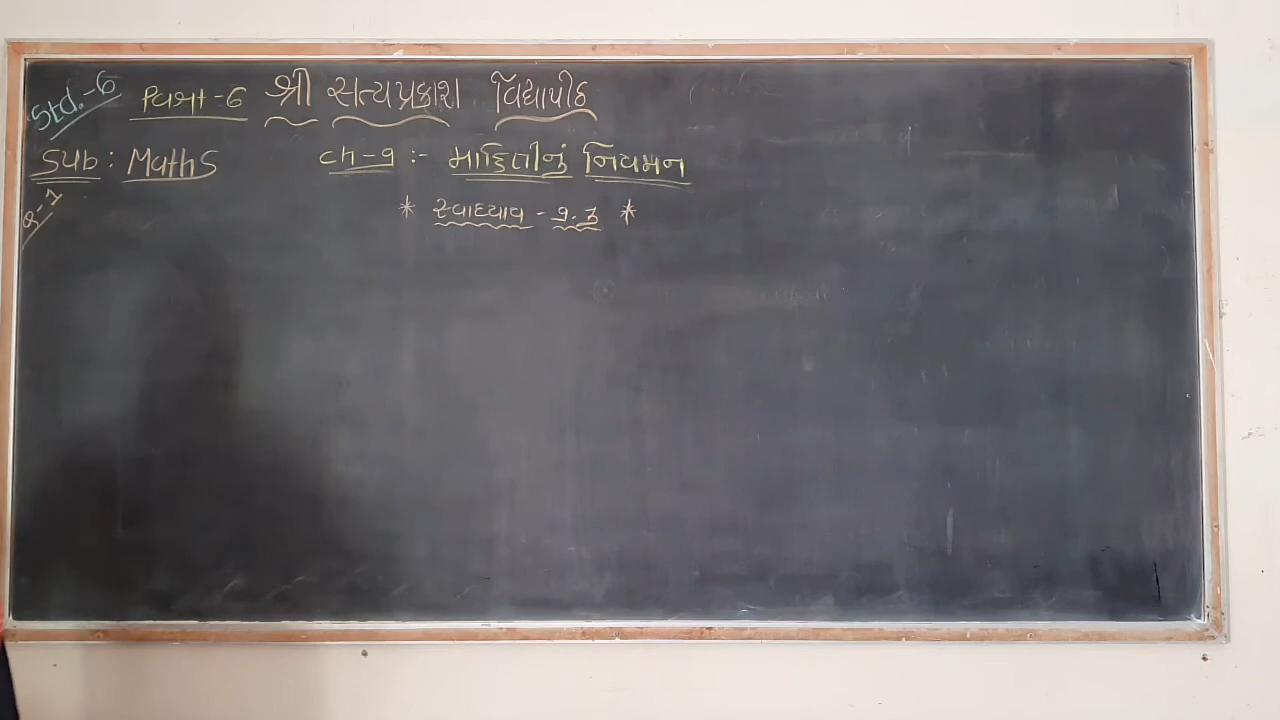 Std.-6 વિભા-6 શ્રી સત્યપ્રકાશ વિદ્યાપીઠ
Sub : Maths ch-9 :- માહિતીનું નિયમન
* સ્વાધ્યાય - 9.3 *